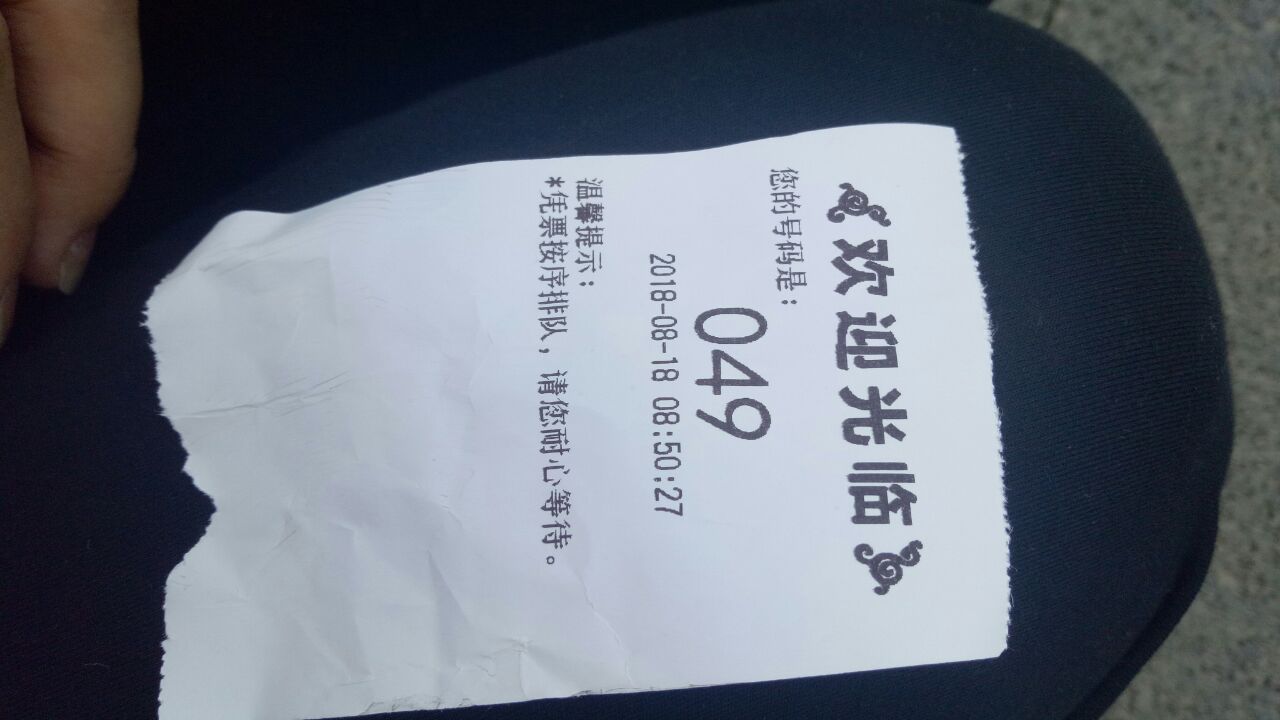 欢迎光临
您的号码是：
049
2018-08-18 08:50:27
温馨提示：
*凭票按序排队，请您耐心等待。